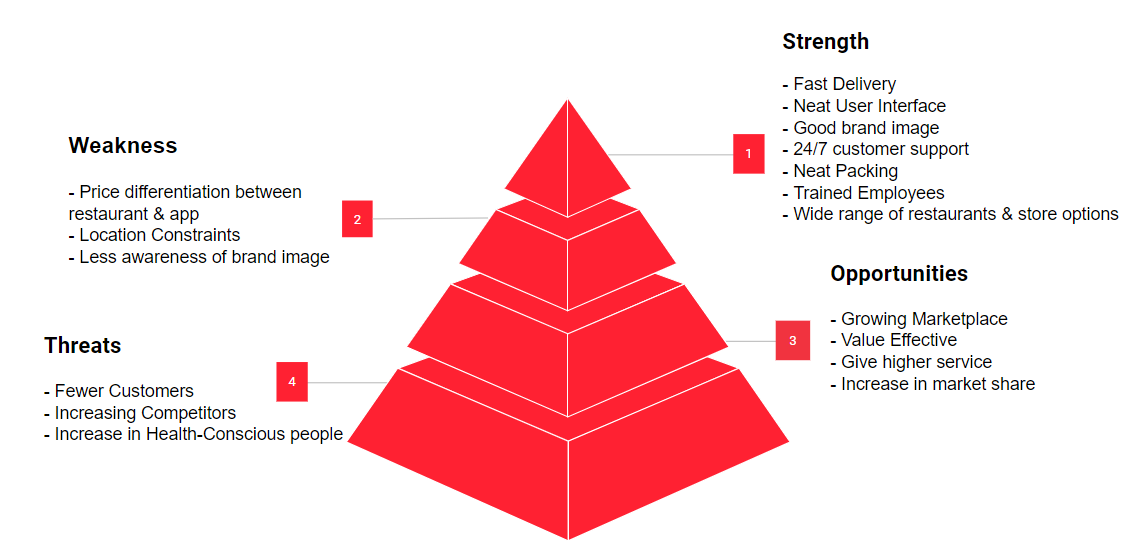 Strength
- Fast Delivery
- Neat User Interface
- Good brand image
- 24/7 customer support
- Neat Packing
- Trained Employees
- Wide range of restaurants & store options
1
Weakness
- Price differentiation between
restaurant & app
- Location Constraints
- Less awareness of brand image
2
Opportunities
- Growing Marketplace
- Value Effective
- Give higher service
- Increase in market share
3
Threats
- Fewer Customers
- Increasing Competitors
- Increase in Health-Conscious people
4